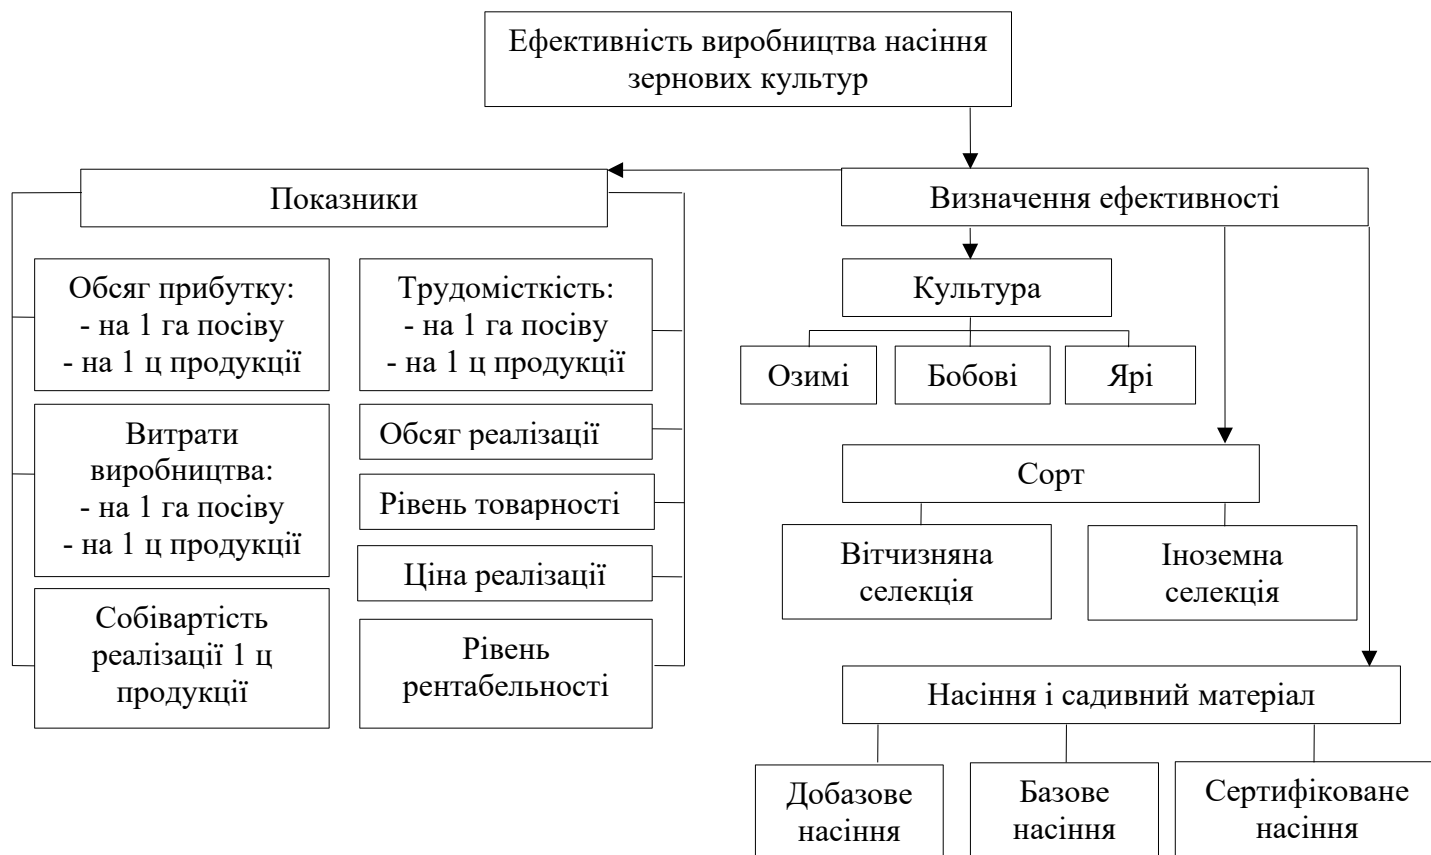 Ефективність виробництва насіння
зернових культур
Показники
Визначення ефективності
Обсяг прибутку:
- на 1 га посіву
- на 1 ц продукції
Трудомісткість:
- на 1 га посіву
- на 1 ц продукції
Витрати
виробництва:
- на 1 га посіву
- на 1 ц продукції
Обсяг реалізації
Рівень товарності
Ціна реалізації
Собівартість
реалізації 1 ц
продукції
Рівень
рентабельності
Культура
Озимі
Бобові
Ярі
Сорт
Вітчизняна
селекція
Іноземна
селекція
Насіння і садивний матеріал
Добазове
насіння
Базове
насіння
Сертифіковане
насіння